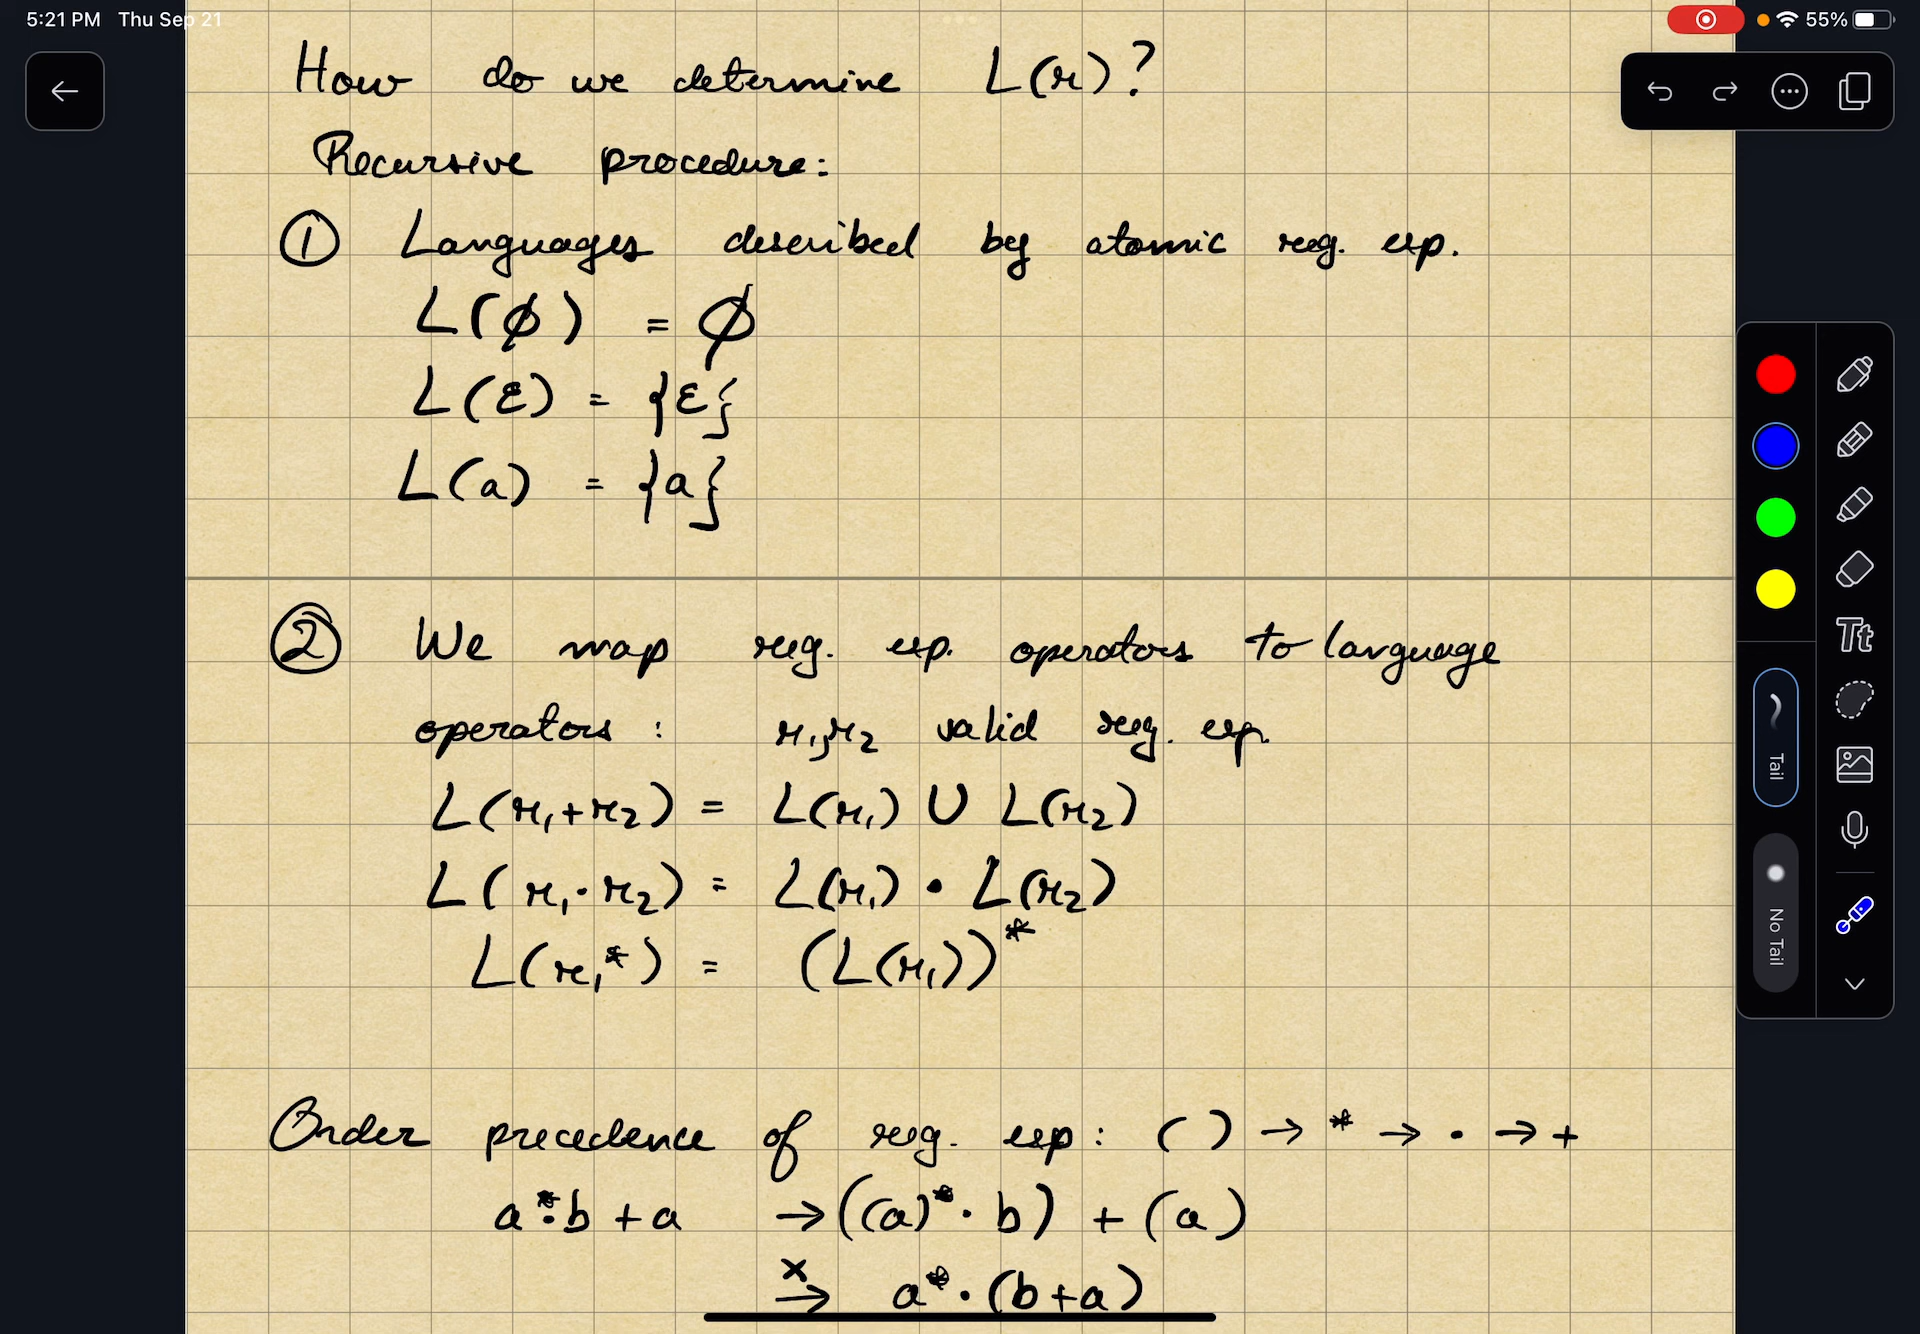 5:21 PM Thu Sep 21
55%
How do we determine L(r)?
Recursive procedure:
① Languages described by atomic reg. exp.
L(ϕ) = ϕ
L(ε) = {ε}
L(a) = {a}
② We map reg. exp. operators to language
operators : r₁,r₂ valid reg. exp.
L(r₁+r₂) = L(r₁) ∪ L(r₂)
L(r₁·r₂) = L(r₁) · L(r₂)
L(r₁*) = (L(r₁))*
Order precedence of reg. exp: ( ) → * → · → +
a*·b + a → ((a)*·b) + (a)
x→ a*·(b+a)
Tt
Tail
No Tail